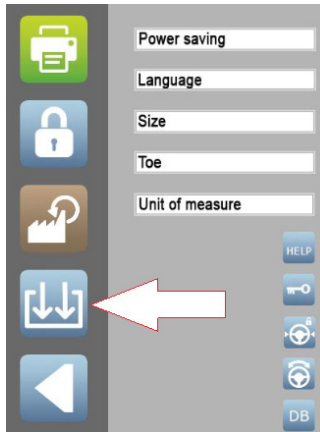 Power saving
Language
Size
Toe
Unit of measure
HELP
DB